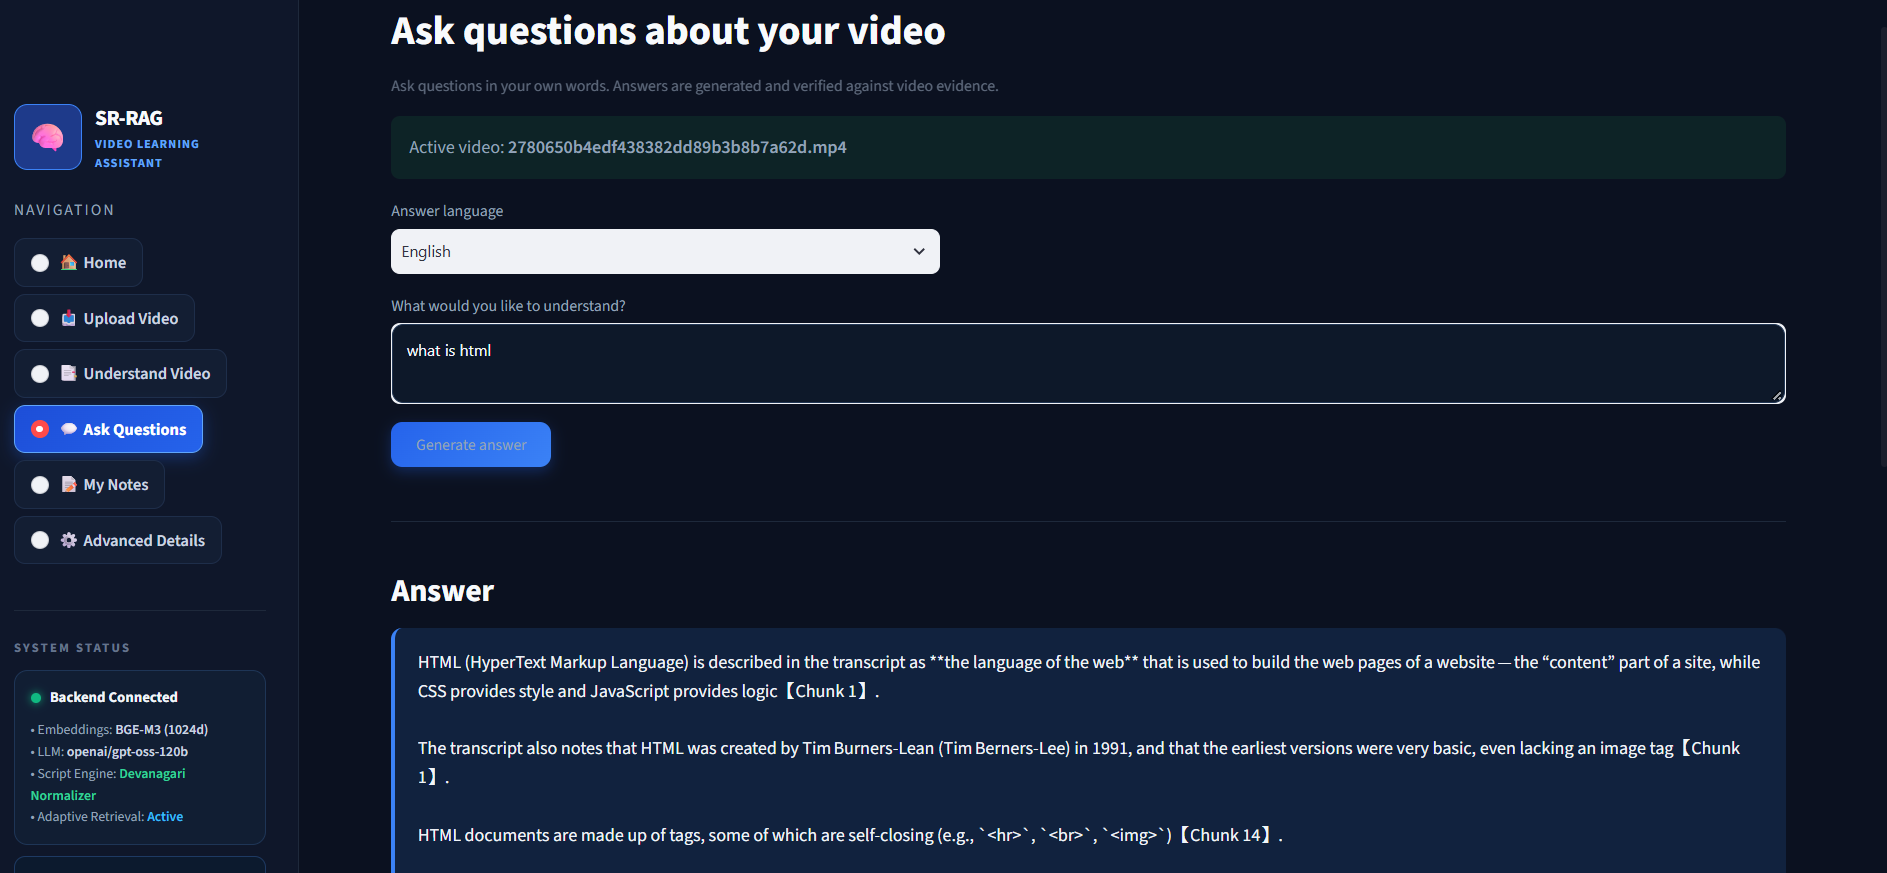 SR-RAG
VIDEO LEARNING
ASSISTANT
NAVIGATION
🏠 Home
📥 Upload Video
📑 Understand Video
💬 Ask Questions
📝 My Notes
⚙️ Advanced Details
SYSTEM STATUS
Backend Connected
• Embeddings: BGE-M3 (1024d)
• LLM: openai/gpt-oss-120b
• Script Engine: Devanagari
Normalizer
• Adaptive Retrieval: Active
Ask questions about your video
Ask questions in your own words. Answers are generated and verified against video evidence.
Active video: 2780650b4edf438382dd89b3b8b7a62d.mp4
Answer language
English
What would you like to understand?
what is html
Generate answer
Answer
HTML (HyperText Markup Language) is described in the transcript as **the language of the web** that is used to build the web pages of a website — the “content” part of a site, while
CSS provides style and JavaScript provides logic【Chunk 1】.
The transcript also notes that HTML was created by Tim Burners-Lean (Tim Berners-Lee) in 1991, and that the earliest versions were very basic, even lacking an image tag【Chunk
1】.
HTML documents are made up of tags, some of which are self-closing (e.g., `<hr>`, `<br>`, `<img>`)【Chunk 14】.